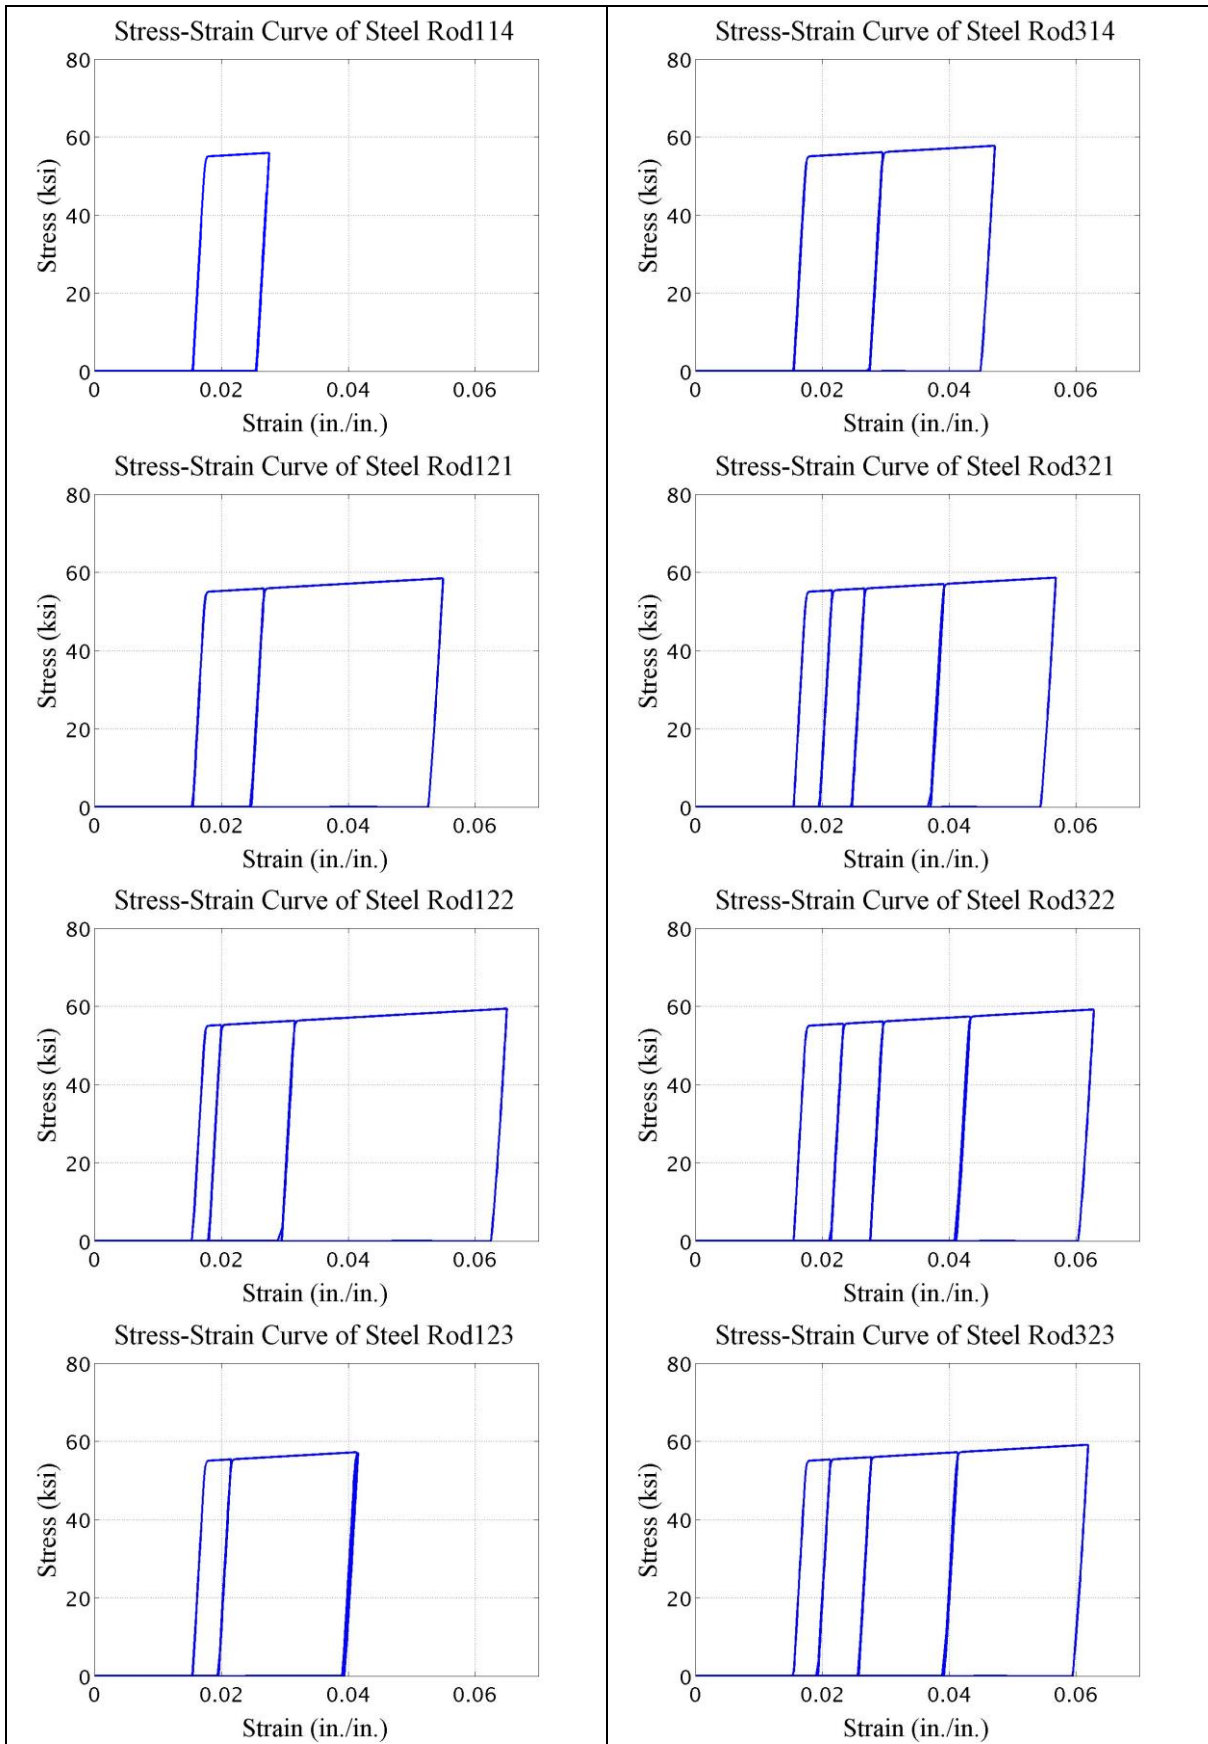 Stress-Strain Curve of Steel Rod114
80
60
40
20
0
Stress (ksi)
0 0.02 0.04 0.06
Strain (in./in.)
Stress-Strain Curve of Steel Rod314
80
60
40
20
0
Stress (ksi)
0 0.02 0.04 0.06
Strain (in./in.)
Stress-Strain Curve of Steel Rod121
80
60
40
20
0
Stress (ksi)
0 0.02 0.04 0.06
Strain (in./in.)
Stress-Strain Curve of Steel Rod321
80
60
40
20
0
Stress (ksi)
0 0.02 0.04 0.06
Strain (in./in.)
Stress-Strain Curve of Steel Rod122
80
60
40
20
0
Stress (ksi)
0 0.02 0.04 0.06
Strain (in./in.)
Stress-Strain Curve of Steel Rod322
80
60
40
20
0
Stress (ksi)
0 0.02 0.04 0.06
Strain (in./in.)
Stress-Strain Curve of Steel Rod123
80
60
40
20
0
Stress (ksi)
0 0.02 0.04 0.06
Strain (in./in.)
Stress-Strain Curve of Steel Rod323
80
60
40
20
0
Stress (ksi)
0 0.02 0.04 0.06
Strain (in./in.)